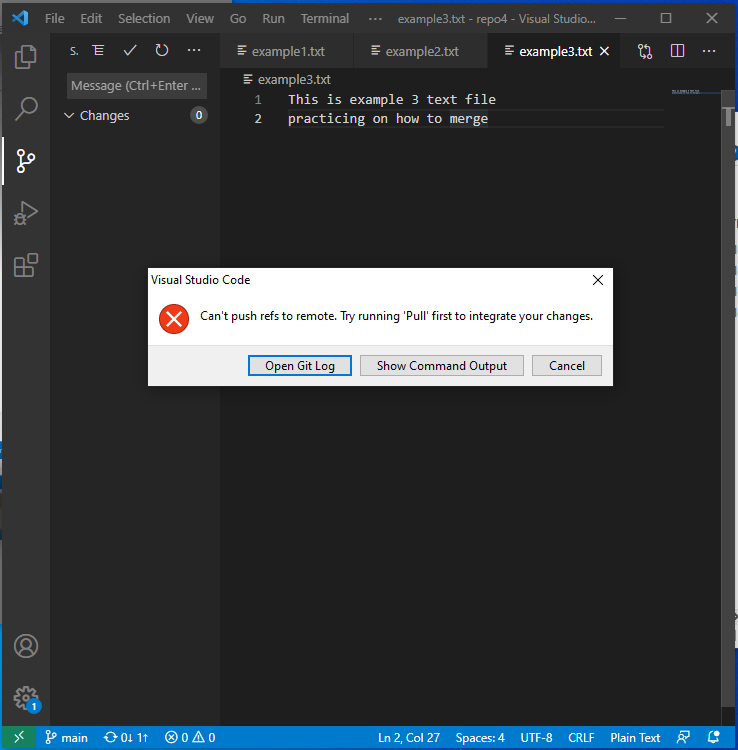 File Edit Selection View Go Run Terminal ··· example3.txt - repo4 - Visual Studio...
S. ···
example1.txt example2.txt example3.txt ···
Message (Ctrl+Enter ...
example3.txt
Changes 0
1 This is example 3 text file
2 practicing on how to merge
Visual Studio Code
Can't push refs to remote. Try running 'Pull' first to integrate your changes.
Open Git Log Show Command Output Cancel
1
main 0↓ 1↑ 0 0 Ln 2, Col 27 Spaces: 4 UTF-8 CRLF Plain Text